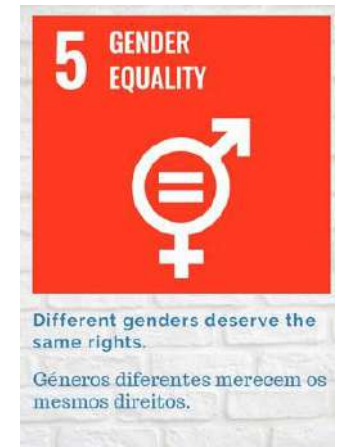 5 GENDER
EQUALITY
Different genders deserve the
same rights.
Géneros diferentes merecem os
mesmos direitos.